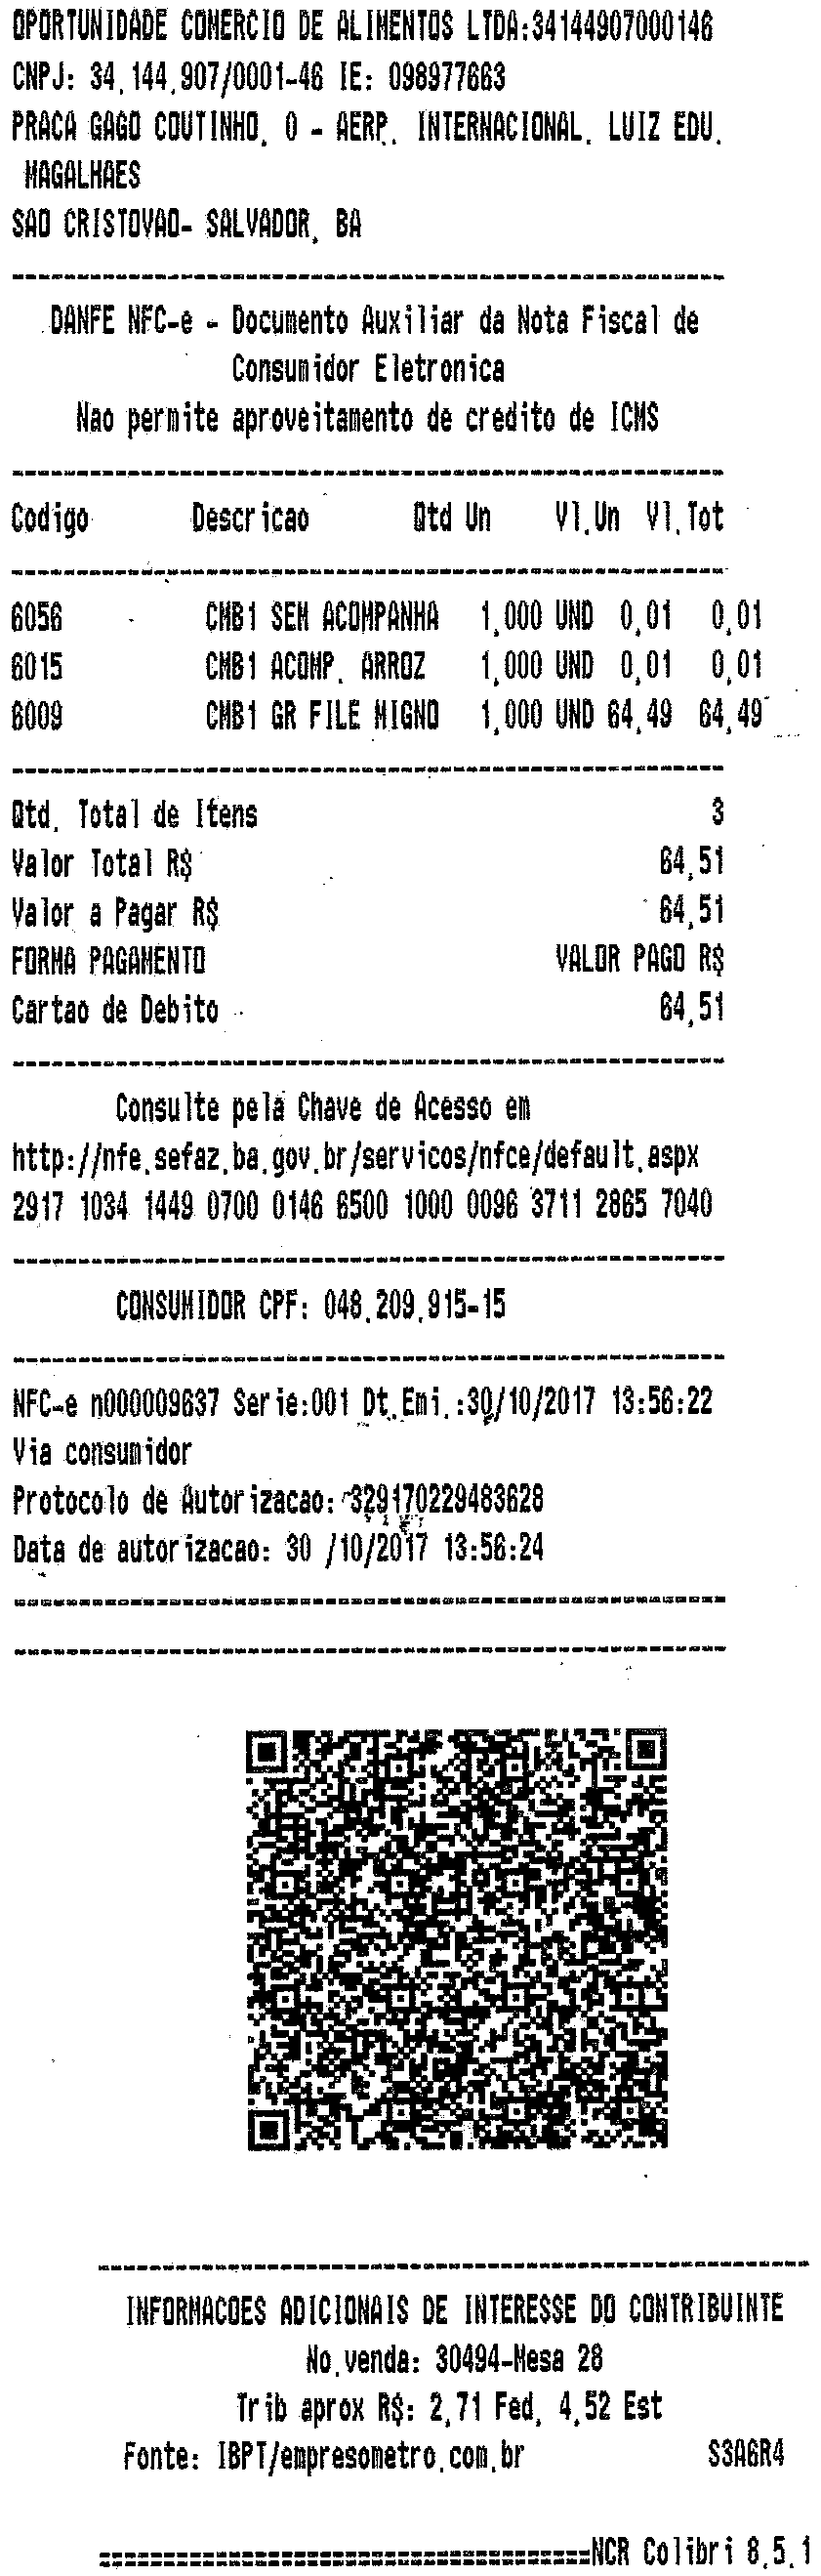 OPORTUNIDADE COMERCIO DE ALIMENTOS LTDA:34144907000146
CNPJ: 34.144.907/0001-46 IE: 098977663
PRACA GAGO COUTINHO, 0 - AERP. INTERNACIONAL. LUIZ EDU.
MAGALHAES
SAO CRISTOVAO- SALVADOR, BA
DANFE NFC-e - Documento Auxiliar da Nota Fiscal de
Consumidor Eletronica
Nao permite aproveitamento de credito de ICMS
Codigo Descricao Qtd Un Vl.Un Vl.Tot
6056 CMB1 SEM ACOMPANHA 1,000 UND 0,01 0,01
6015 CMB1 ACOMP. ARROZ 1,000 UND 0,01 0,01
6009 CMB1 GR FILE MIGNO 1,000 UND 64,49 64,49
Qtd. Total de Itens 3
Valor Total R$ 64,51
Valor a Pagar R$ 64,51
FORMA PAGAMENTO VALOR PAGO R$
Cartao de Debito 64,51
Consulte pela Chave de Acesso em
http://nfe.sefaz.ba.gov.br/servicos/nfce/default.aspx
2917 1034 1449 0700 0146 6500 1000 0096 3711 2865 7040
CONSUMIDOR CPF: 048.209.915-15
NFC-e n000009637 Serie:001 Dt.Emi.:30/10/2017 13:56:22
Via consumidor
Protocolo de Autorizacao: 329170229483628
Data de autorizacao: 30 /10/2017 13:56:24
INFORMACOES ADICIONAIS DE INTERESSE DO CONTRIBUINTE
No.venda: 30494-Mesa 28
Trib aprox R$: 2,71 Fed, 4,52 Est
Fonte: IBPT/empresometro.com.br S3A6R4
======================================NCR Colibri 8.5.1